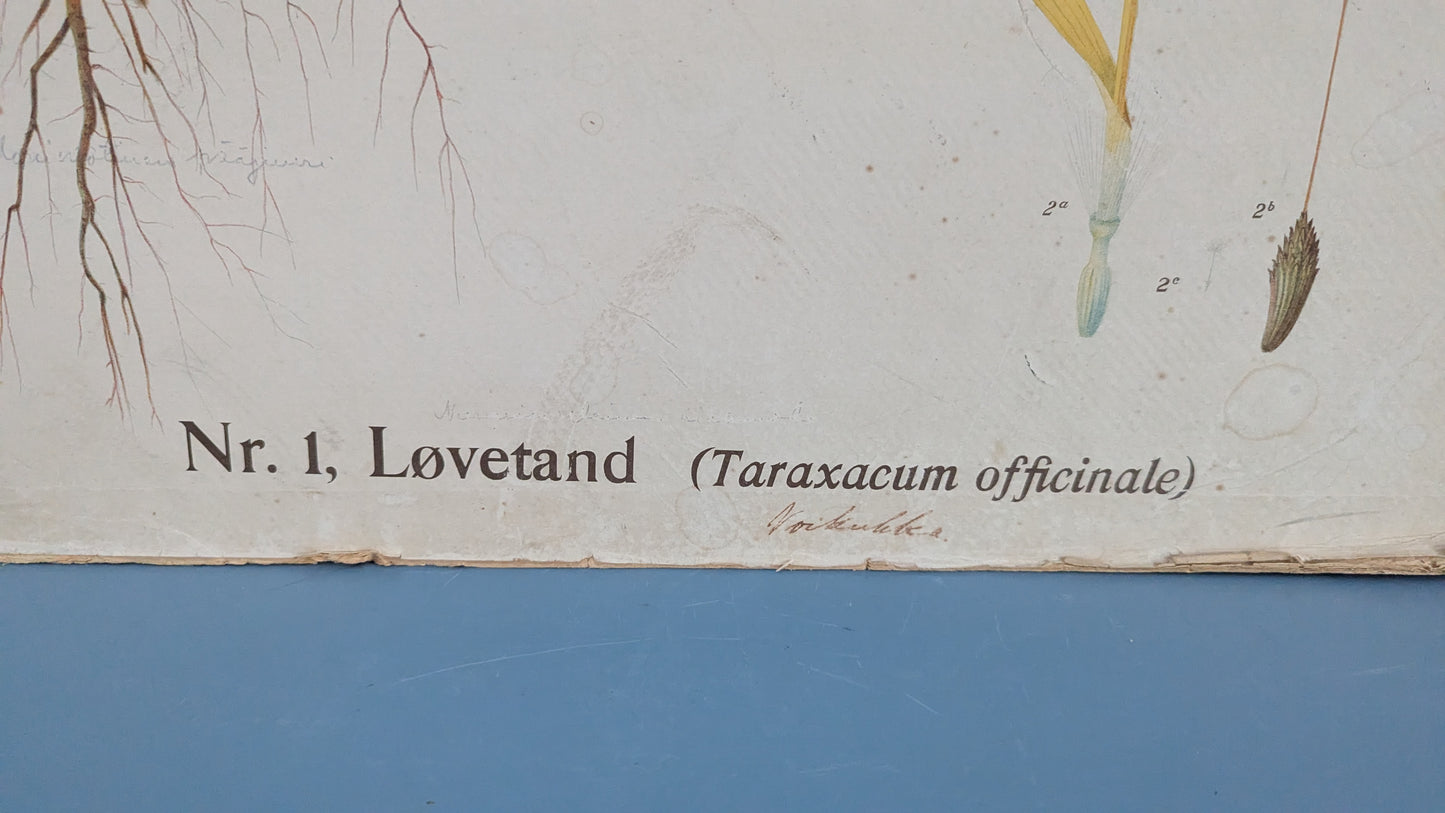 2a
2b
2c
Nr. 1, Løvetand (Taraxacum officinale)
Voikukka.